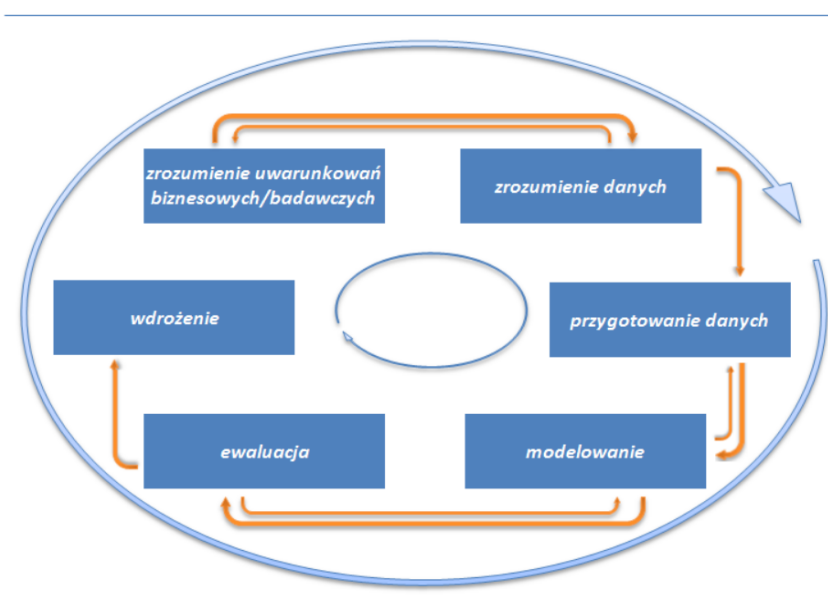 zrozumienie uwarunkowań
biznesowych/badawczych
zrozumienie danych
wdrożenie
przygotowanie danych
ewaluacja
modelowanie